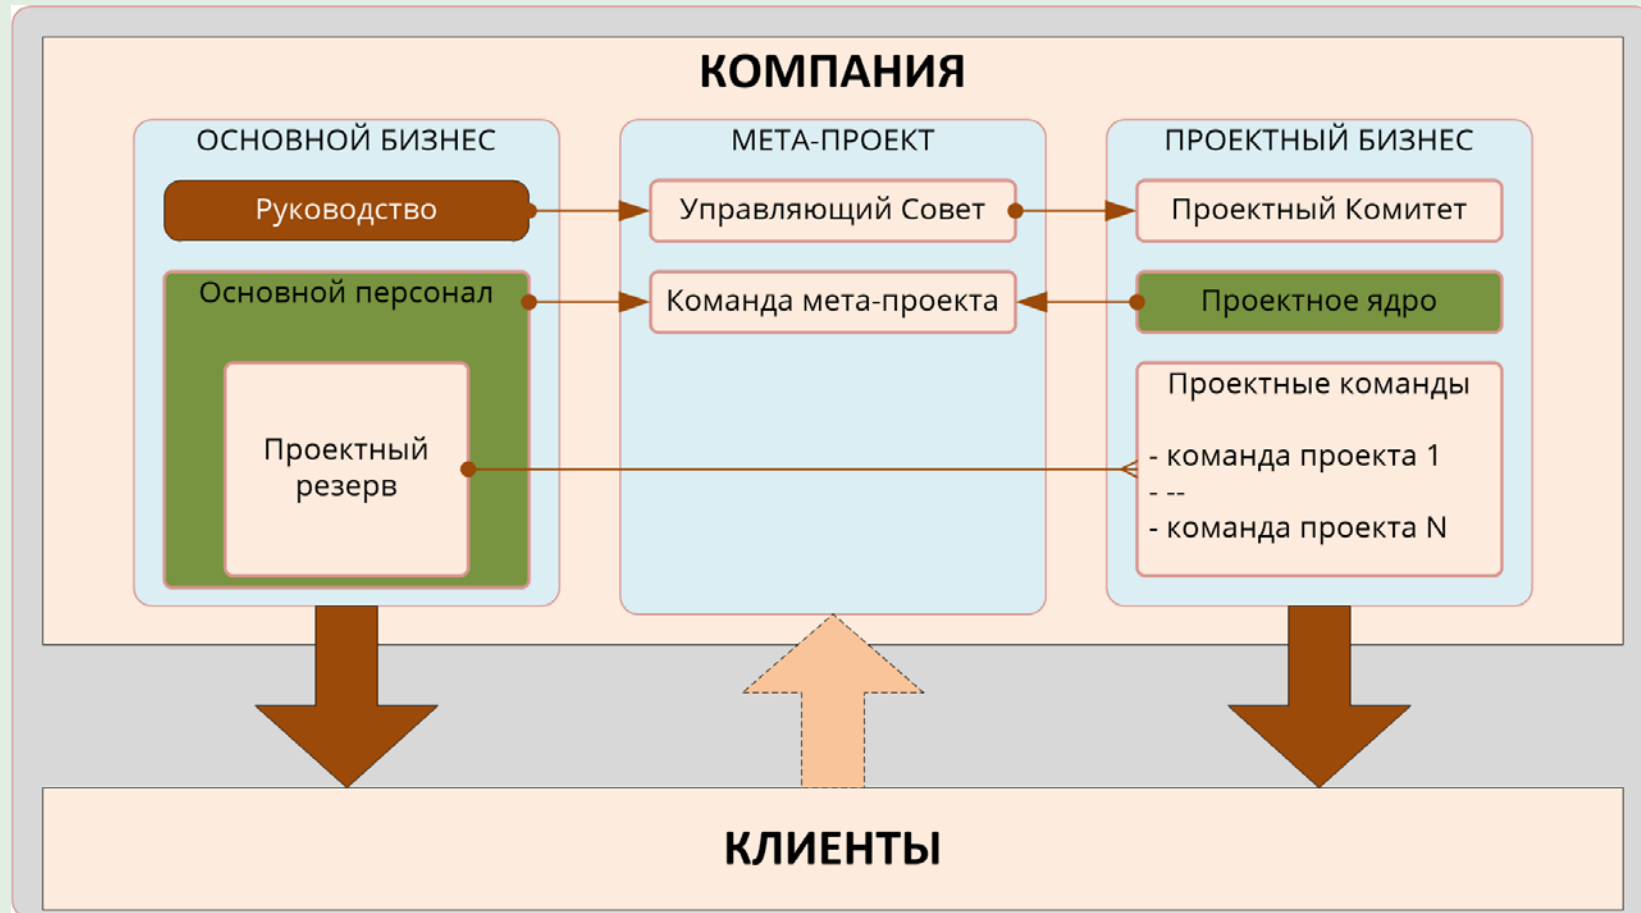 КОМПАНИЯ
ОСНОВНОЙ БИЗНЕС
Руководство
Основной персонал
Проектный
резерв
МЕТА-ПРОЕКТ
Управляющий Совет
Команда мета-проекта
ПРОЕКТНЫЙ БИЗНЕС
Проектный Комитет
Проектное ядро
Проектные команды
- команда проекта 1
- --
- команда проекта N
КЛИЕНТЫ